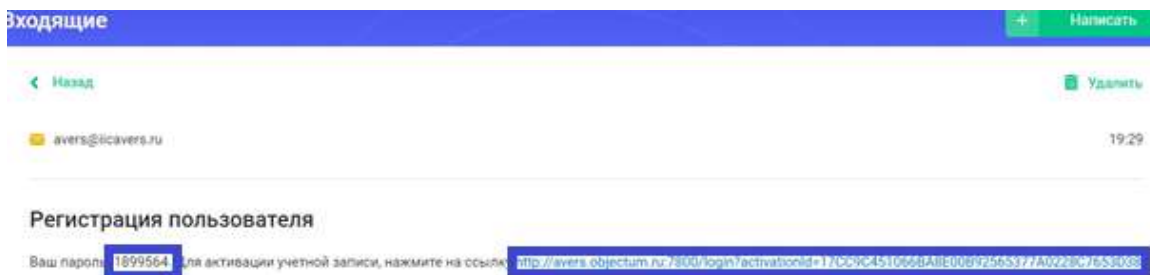 Входящие
+ Написать
Назад
Удалить
avers@iicavers.ru
19:29
Регистрация пользователя
Ваш пароль 1899564 Для активации учетной записи, нажмите на ссылку http://avers.objectum.ru:7800/login?activationId=